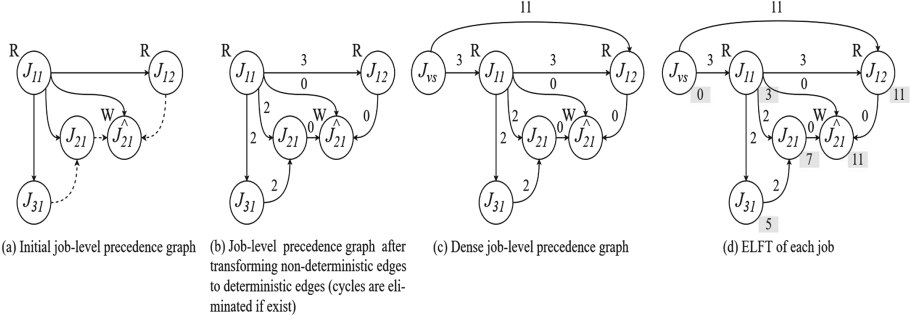 R
R
J11
J12
W
J21
Ĵ21
J31
(a) Initial job-level precedence graph
R
R
3
J11
J12
0
2
W
0
J21
0
Ĵ21
2
2
J31
(b) Job-level precedence graph after
transforming non-deterministic edges
to deterministic edges (cycles are eli-
minated if exist)
11
R
R
Jvs
3
J11
3
J12
0
2
W
0
J21
0
Ĵ21
2
2
J31
(c) Dense job-level precedence graph
11
R
R
Jvs
3
J11
3
J12
0
3
0
11
2
W
0
J21
0
Ĵ21
2
7
11
2
J31
5
(d) ELFT of each job